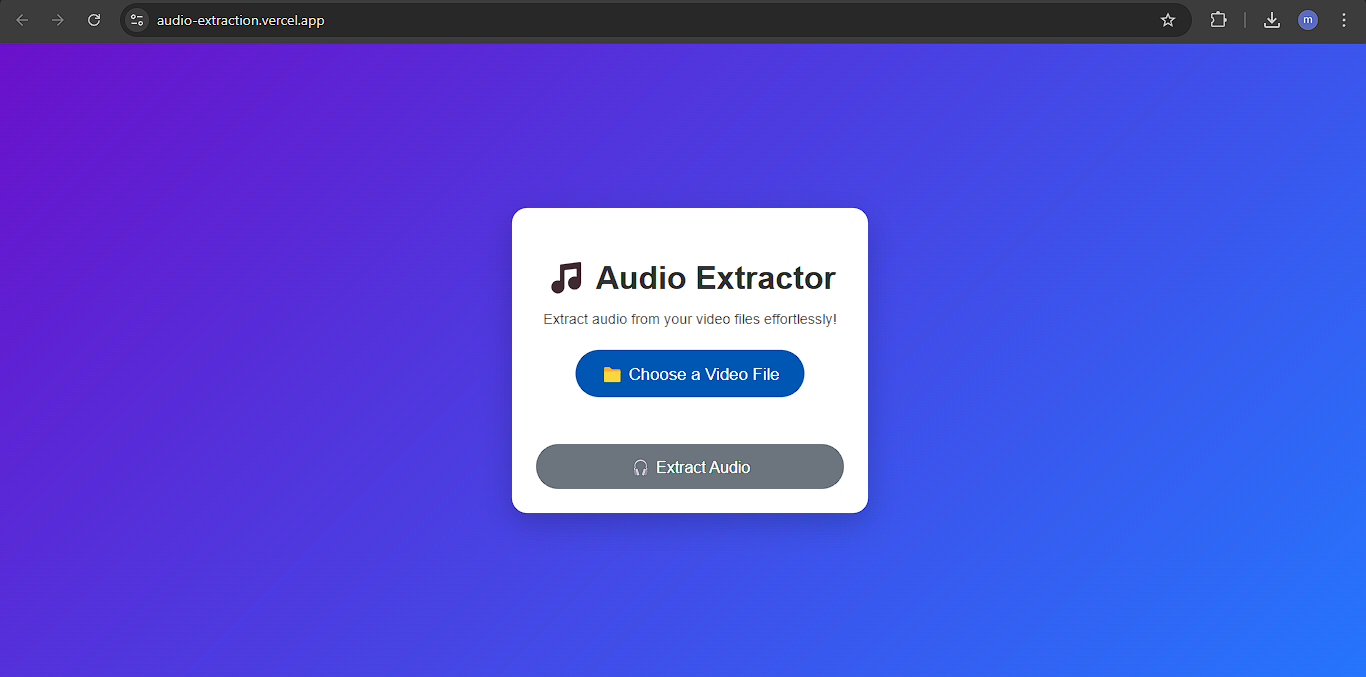 audio-extraction.vercel.app
m
Audio Extractor
Extract audio from your video files effortlessly!
Choose a Video File
Extract Audio